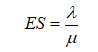 ES = λ/μ